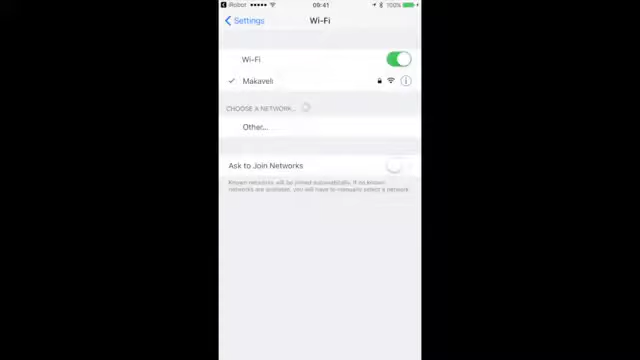 iRobot 09:41 100%
Settings Wi-Fi
Wi-Fi
Makaveli
CHOOSE A NETWORK...
Other...
Ask to Join Networks
Known networks will be joined automatically. If no known
networks are available, you will have to manually select a network.